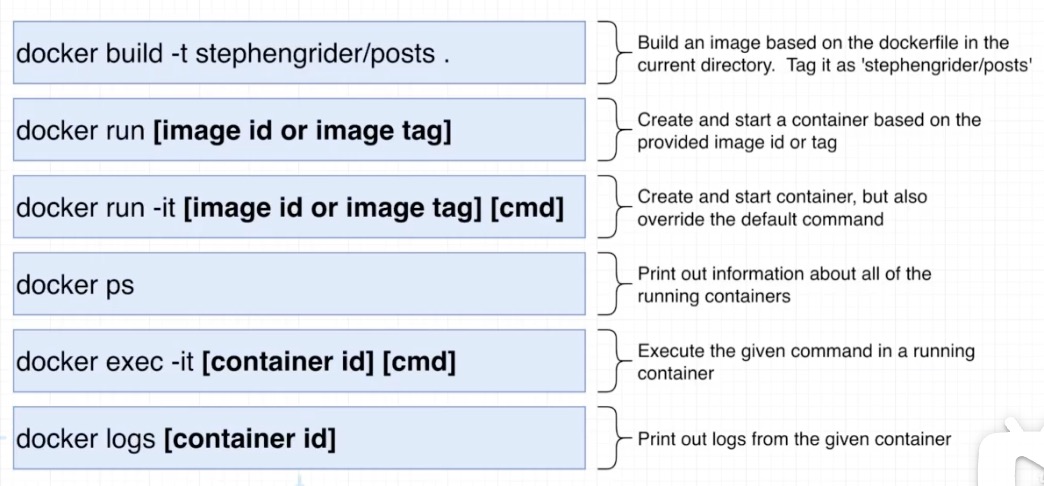 docker build -t stephengrider/posts .
Build an image based on the dockerfile in the
current directory.  Tag it as 'stephengrider/posts'
docker run [image id or image tag]
Create and start a container based on the
provided image id or tag
docker run -it [image id or image tag] [cmd]
Create and start container, but also
override the default command
docker ps
Print out information about all of the
running containers
docker exec -it [container id] [cmd]
Execute the given command in a running
container
docker logs [container id]
Print out logs from the given container